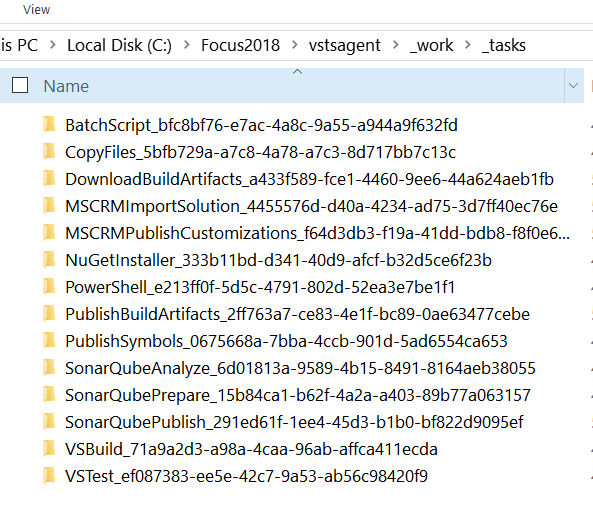 View
is PC > Local Disk (C:) > Focus2018 > vstsagent > _work > _tasks
Name
BatchScript_bfc8bf76-e7ac-4a8c-9a55-a944a9f632fd
CopyFiles_5bfb729a-a7c8-4a78-a7c3-8d717bb7c13c
DownloadBuildArtifacts_a433f589-fce1-4460-9ee6-44a624aeb1fb
MSCRMImportSolution_4455576d-d40a-4234-ad75-3d7ff40ec76e
MSCRMPublishCustomizations_f64d3db3-f19a-41dd-bdb8-f8f0e6...
NuGetInstaller_333b11bd-d341-40d9-afcf-b32d5ce6f23b
PowerShell_e213ff0f-5d5c-4791-802d-52ea3e7be1f1
PublishBuildArtifacts_2ff763a7-ce83-4e1f-bc89-0ae63477cebe
PublishSymbols_0675668a-7bba-4ccb-901d-5ad6554ca653
SonarQubeAnalyze_6d01813a-9589-4b15-8491-8164aeb38055
SonarQubePrepare_15b84ca1-b62f-4a2a-a403-89b77a063157
SonarQubePublish_291ed61f-1ee4-45d3-b1b0-bf822d9095ef
VSBuild_71a9a2d3-a98a-4caa-96ab-affca411ecda
VSTest_ef087383-ee5e-42c7-9a53-ab56c98420f9